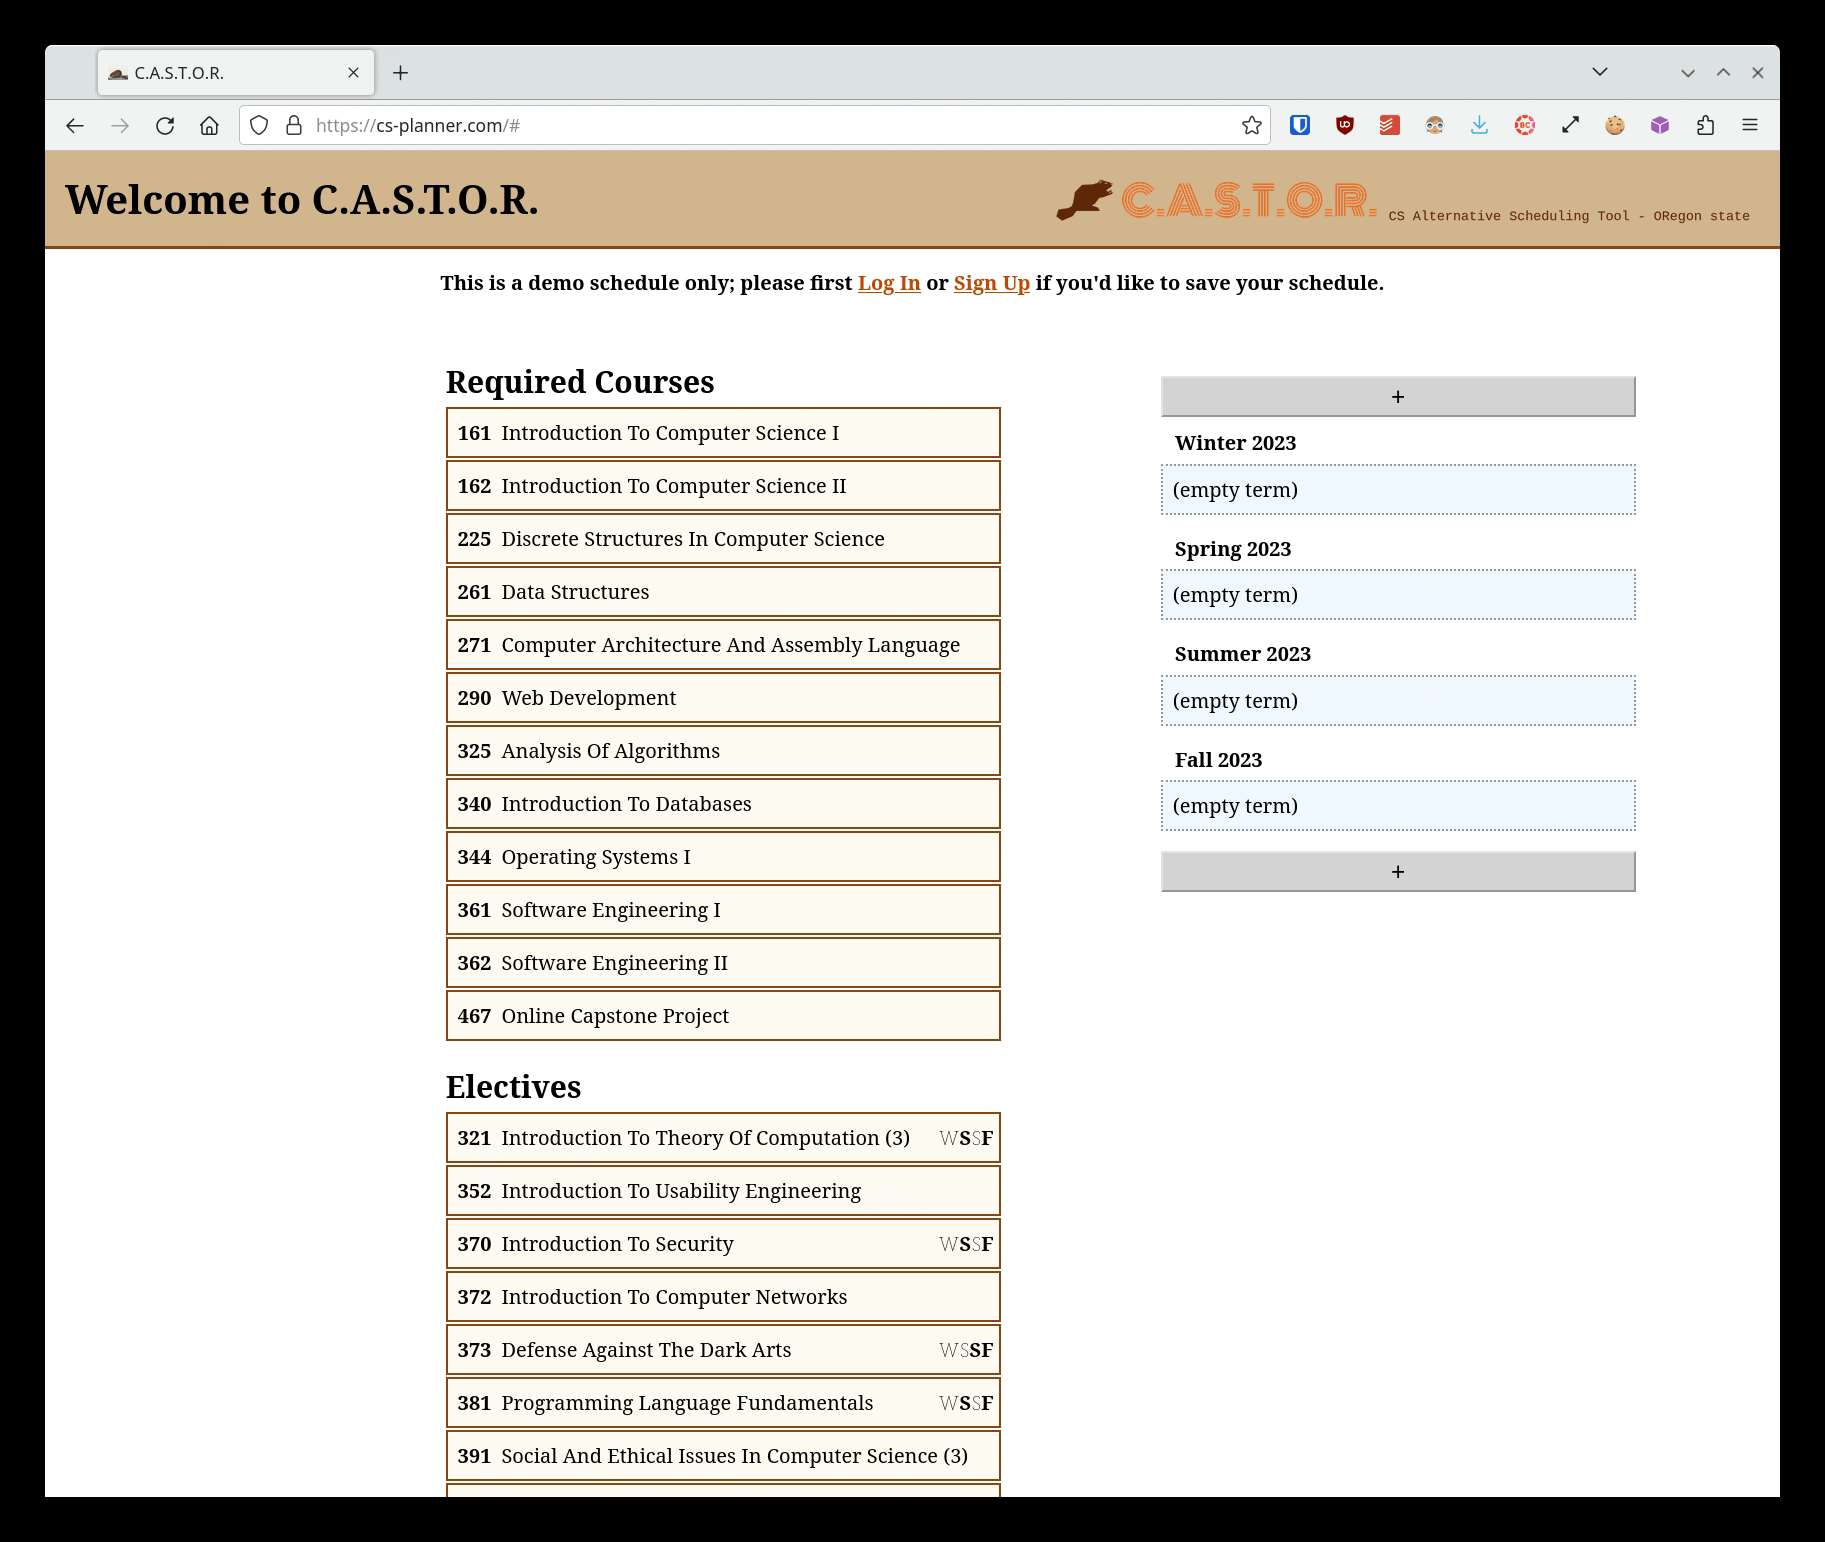 C.A.S.T.O.R.
https://cs-planner.com/#
Welcome to C.A.S.T.O.R.
C.A.S.T.O.R. CS Alternative Scheduling Tool - ORegon state
This is a demo schedule only; please first Log In or Sign Up if you'd like to save your schedule.
Required Courses
161 Introduction To Computer Science I
162 Introduction To Computer Science II
225 Discrete Structures In Computer Science
261 Data Structures
271 Computer Architecture And Assembly Language
290 Web Development
325 Analysis Of Algorithms
340 Introduction To Databases
344 Operating Systems I
361 Software Engineering I
362 Software Engineering II
467 Online Capstone Project
Electives
321 Introduction To Theory Of Computation (3) WSSF
352 Introduction To Usability Engineering
370 Introduction To Security WSSF
372 Introduction To Computer Networks
373 Defense Against The Dark Arts WSSF
381 Programming Language Fundamentals WSSF
391 Social And Ethical Issues In Computer Science (3)
+
Winter 2023
(empty term)
Spring 2023
(empty term)
Summer 2023
(empty term)
Fall 2023
(empty term)
+